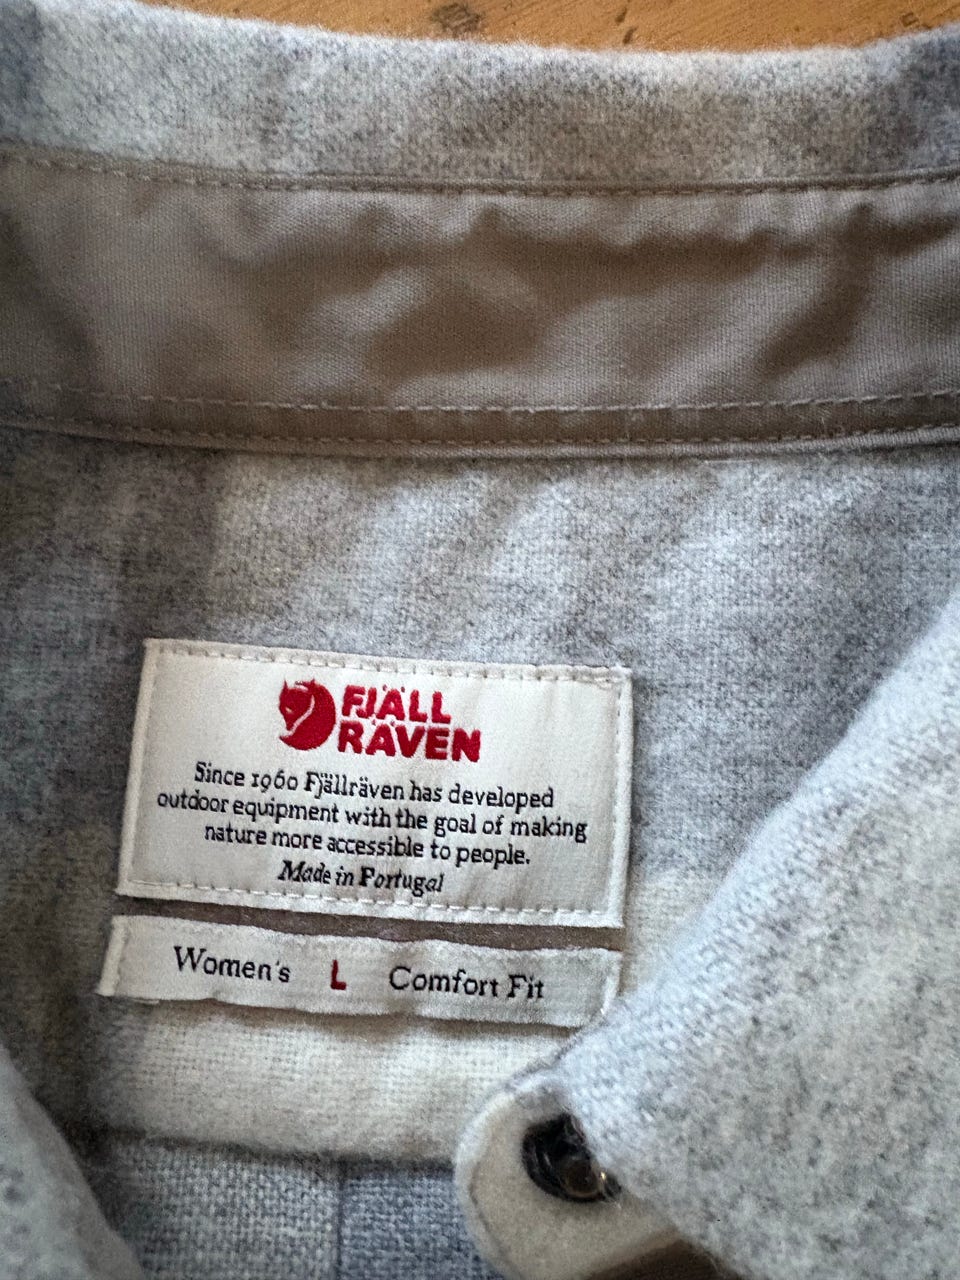 FJÄLL
RÄVEN
Since 1960 Fjällräven has developed
outdoor equipment with the goal of making
nature more accessible to people.
Made in Portugal
Women's L Comfort Fit